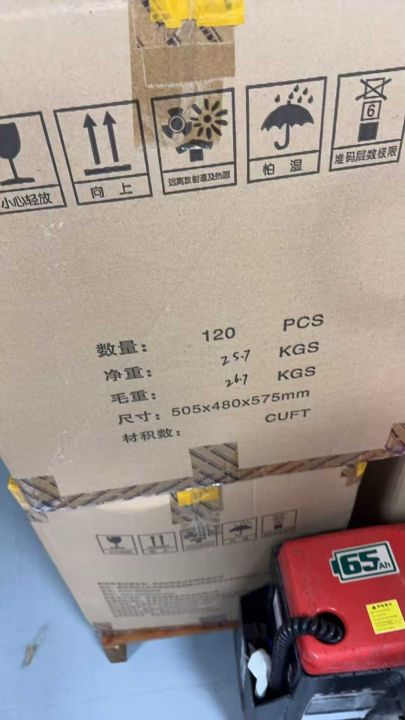 小心轻放
向上
远离放射源及热源
怕湿
6
堆码层数极限
数量: 120 PCS
净重: 25.7 KGS
毛重: 26.7 KGS
尺寸: 505x480x575mm
材积数: CUFT
65Ah